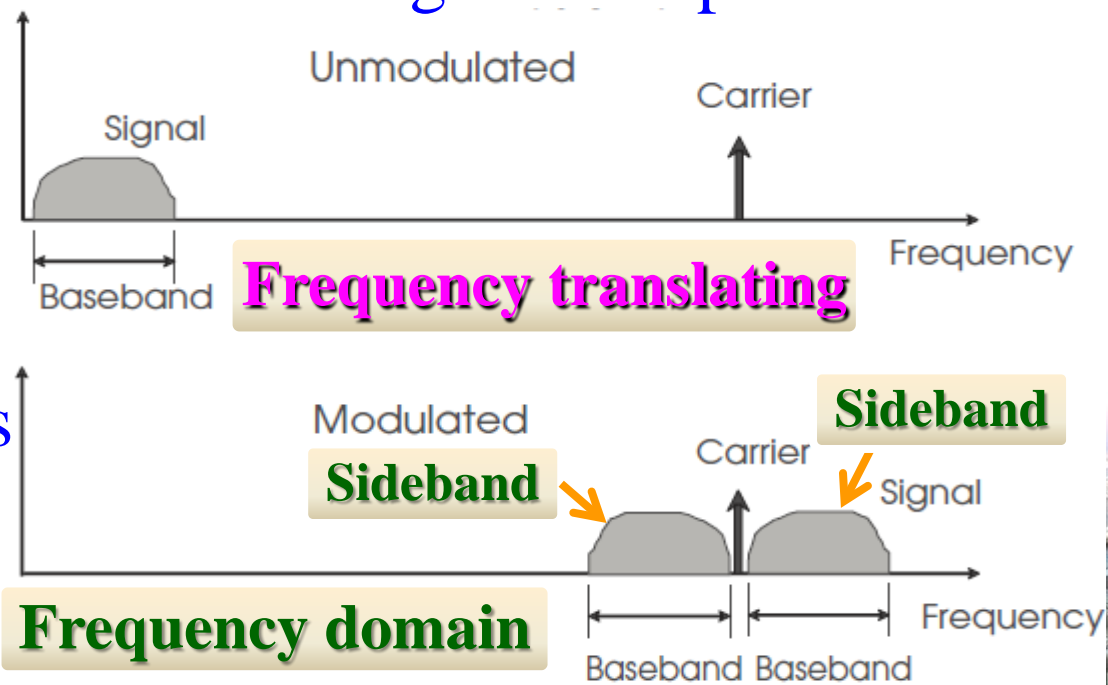 Unmodulated
Carrier
Signal
Frequency
Baseband
Frequency translating
s
Modulated
Sideband
Carrier
Sideband
Signal
Frequency domain
Frequency
Baseband Baseband